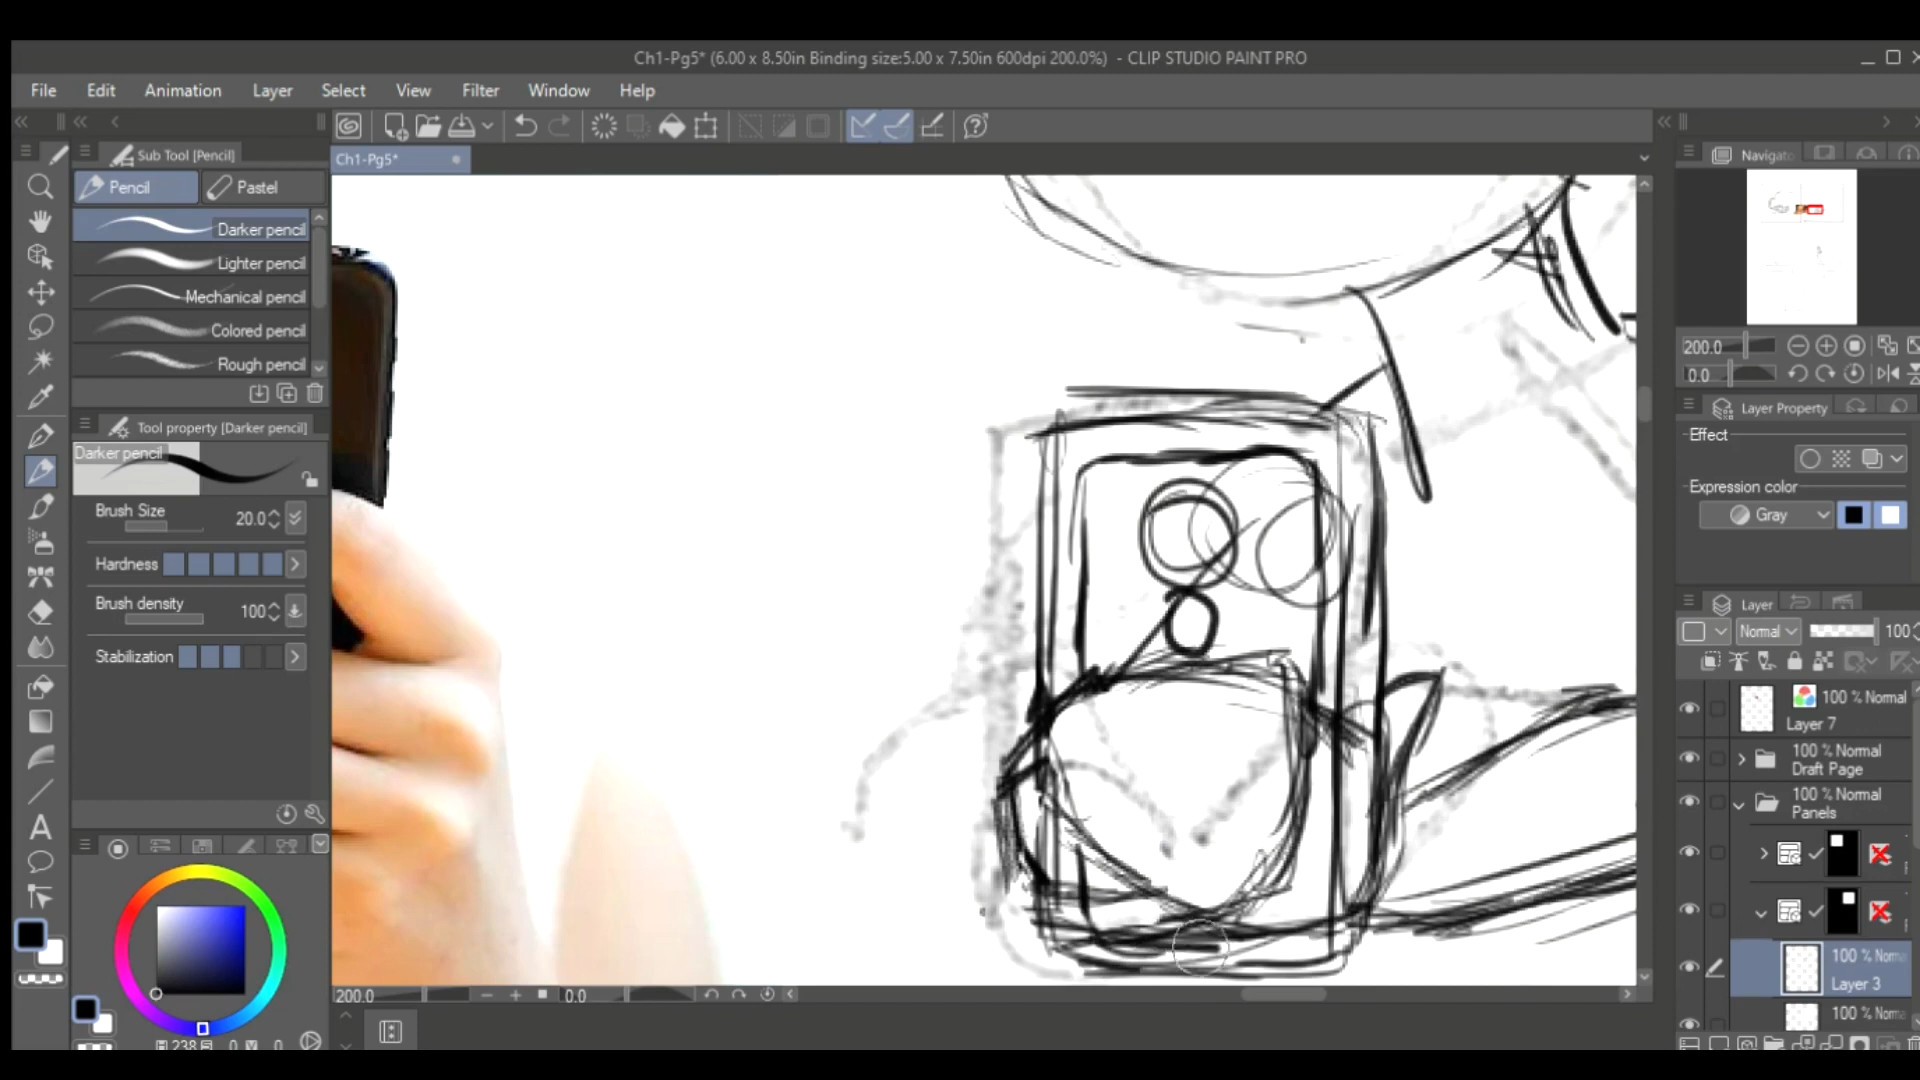 Ch1-Pg5* (6.00 x 8.50in Binding size:5.00 x 7.50in 600dpi 200.0%) - CLIP STUDIO PAINT PRO
File Edit Animation Layer Select View Filter Window Help
Sub Tool [Pencil]
Ch1-Pg5*
Pencil
Pastel
Darker pencil
Lighter pencil
Mechanical pencil
Colored pencil
Rough pencil
Tool property [Darker pencil]
Darker pencil
Brush Size 20.0
Hardness
Brush density 100
Stabilization
A
200.0 0.0
Navigato
200.0
0.0
Layer Property
Effect
Expression color
Gray
Layer
Normal 100
100 % Normal
Layer 7
100 % Normal
Draft Page
100 % Normal
Panels
100 % Norma
Layer 3
100 % Norma